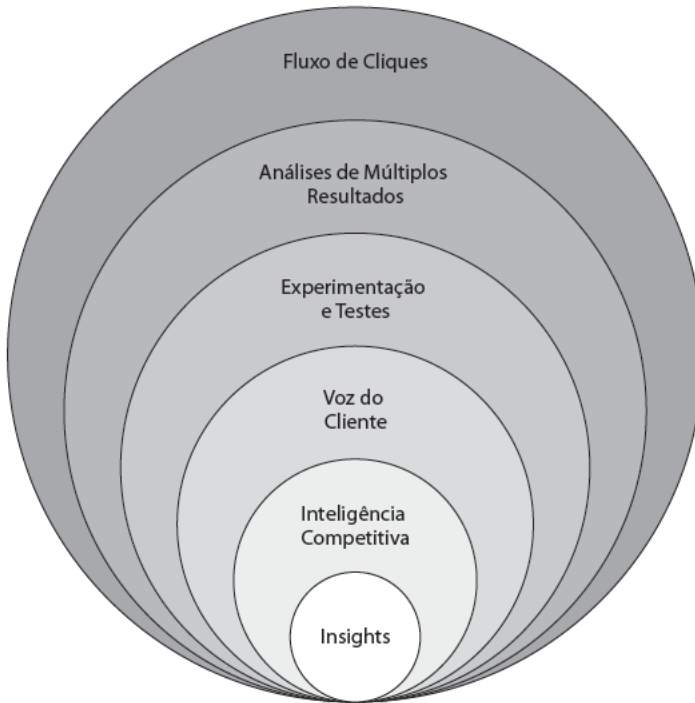 Fluxo de Cliques
Análises de Múltiplos
Resultados
Experimentação
e Testes
Voz do
Cliente
Inteligência
Competitiva
Insights